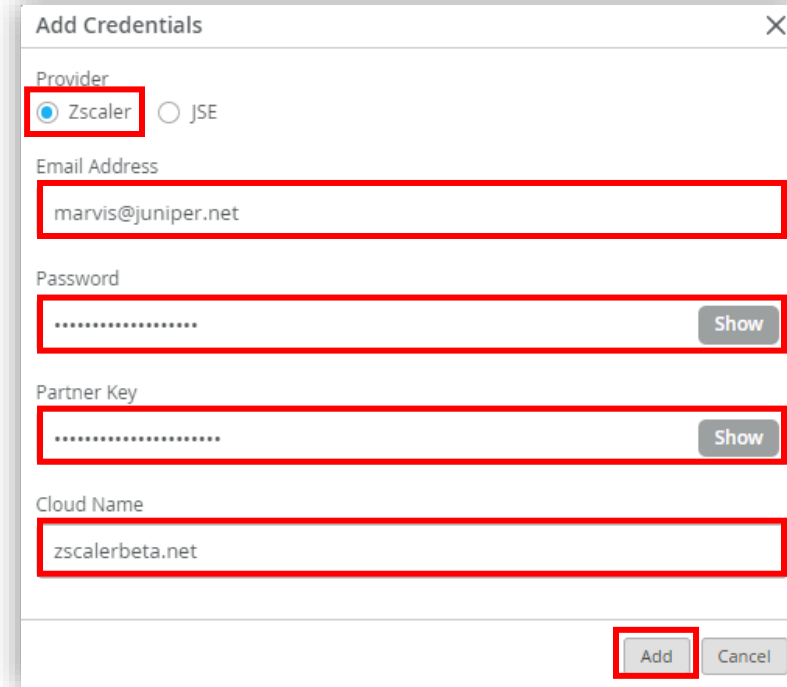 Add Credentials
Provider
Zscaler JSE
Email Address
marvis@juniper.net
Password
••••••••••••••••••• Show
Partner Key
•••••••••••••••••••••• Show
Cloud Name
zscalerbeta.net
Add Cancel